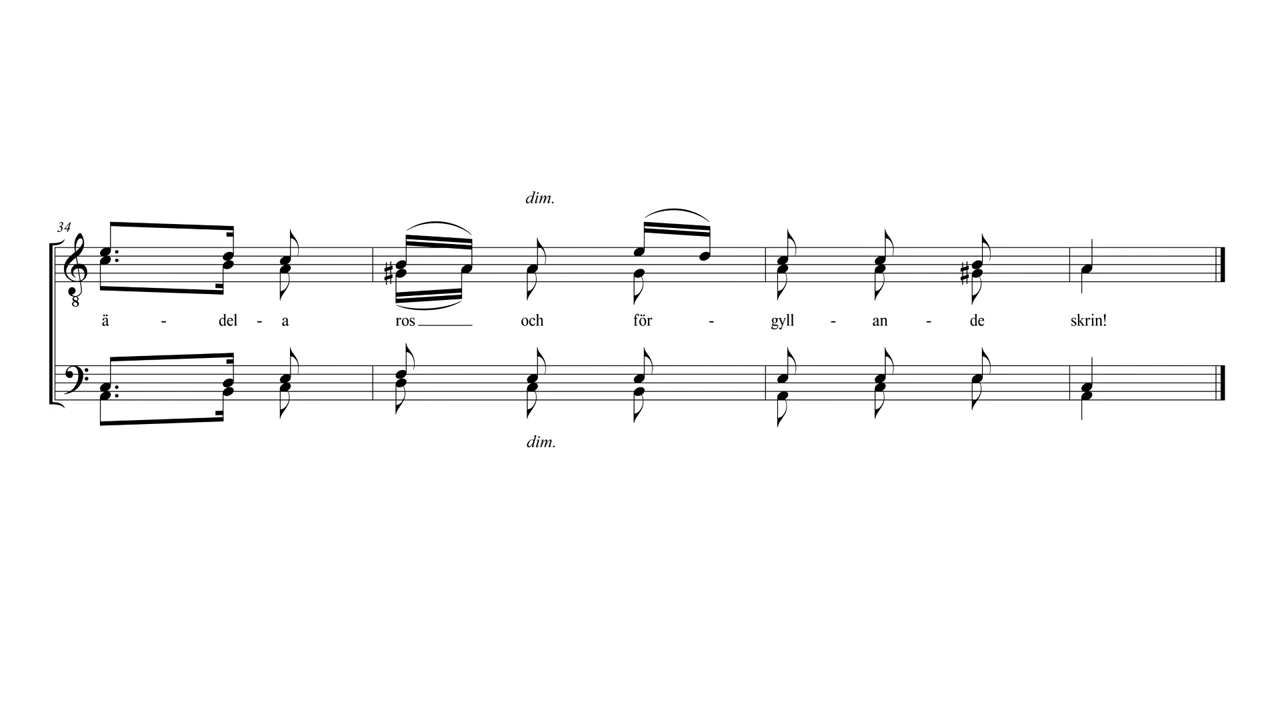 dim.
34
8
ä - del - a ros och för - gyll - an - de skrin!
dim.